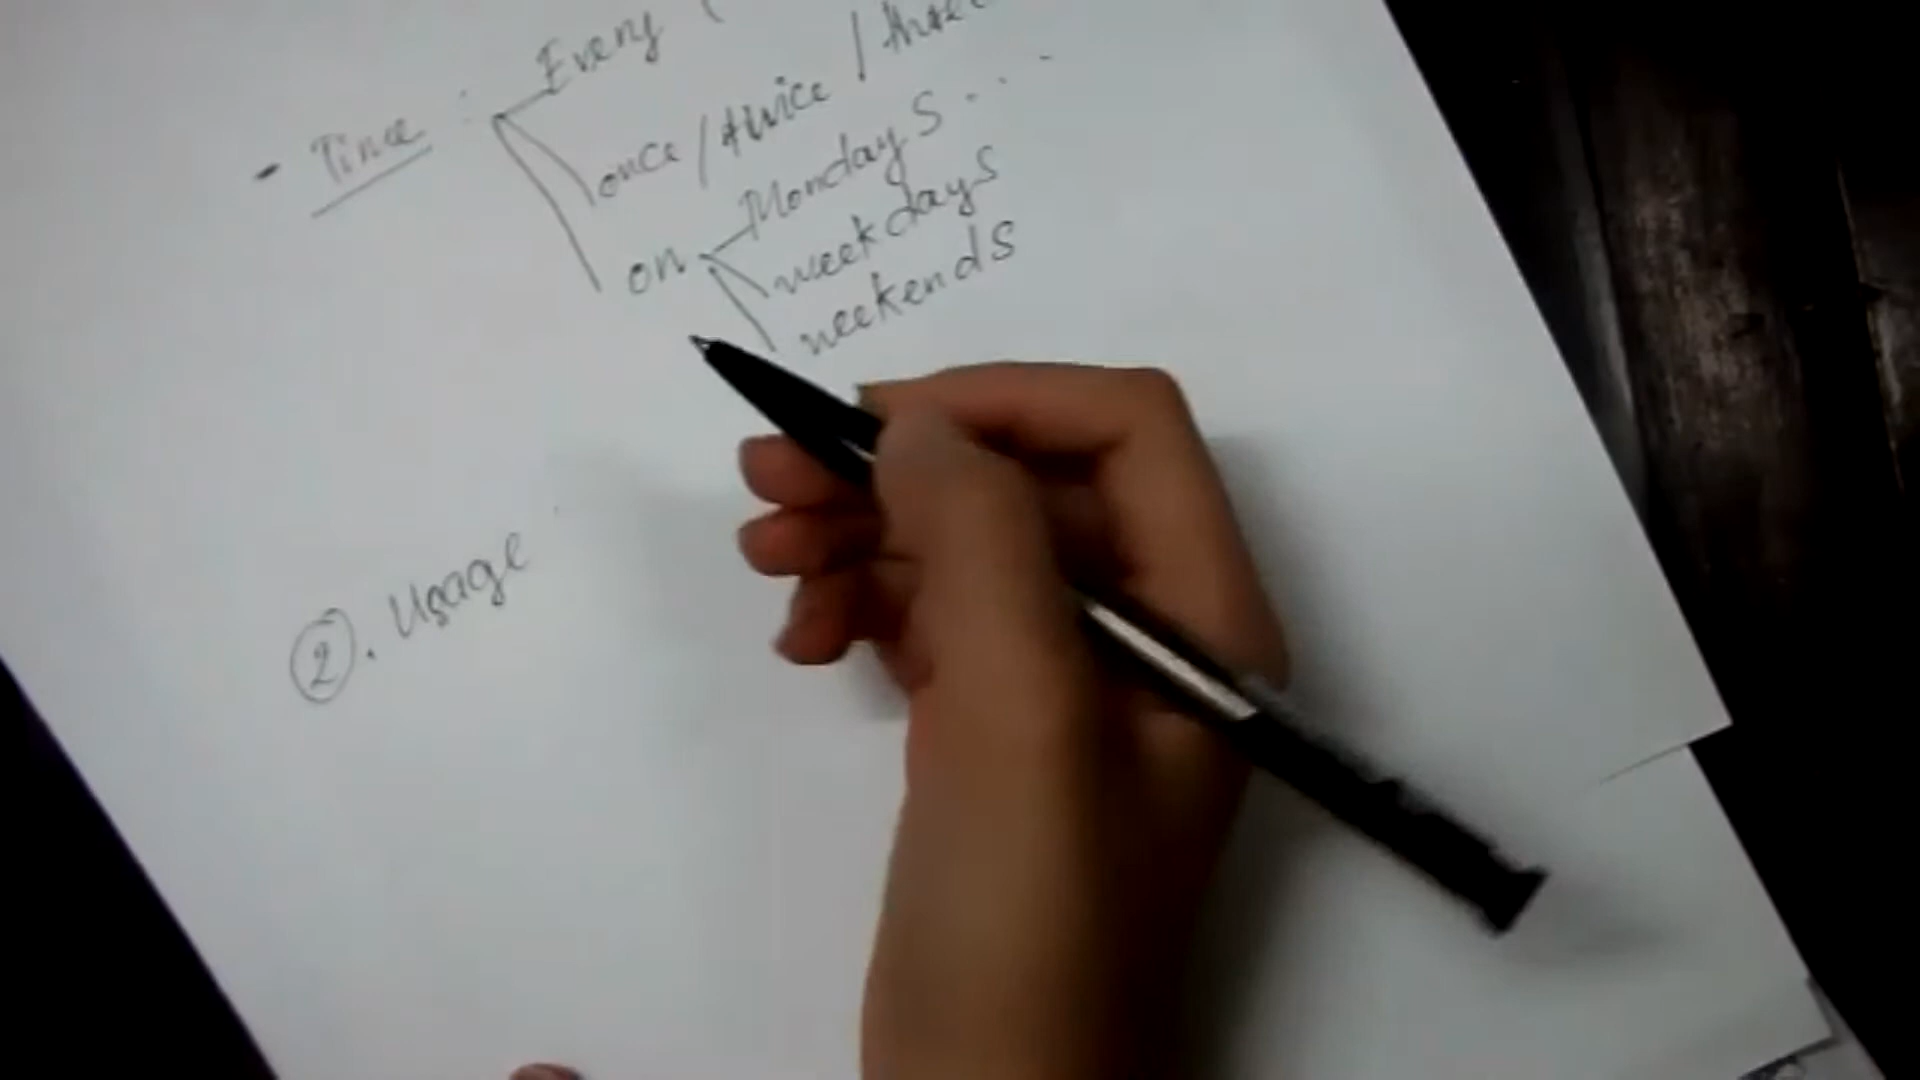 - Time : Every (
once / twice / three
on Mondays ...
weekdays
weekends
2. Usage